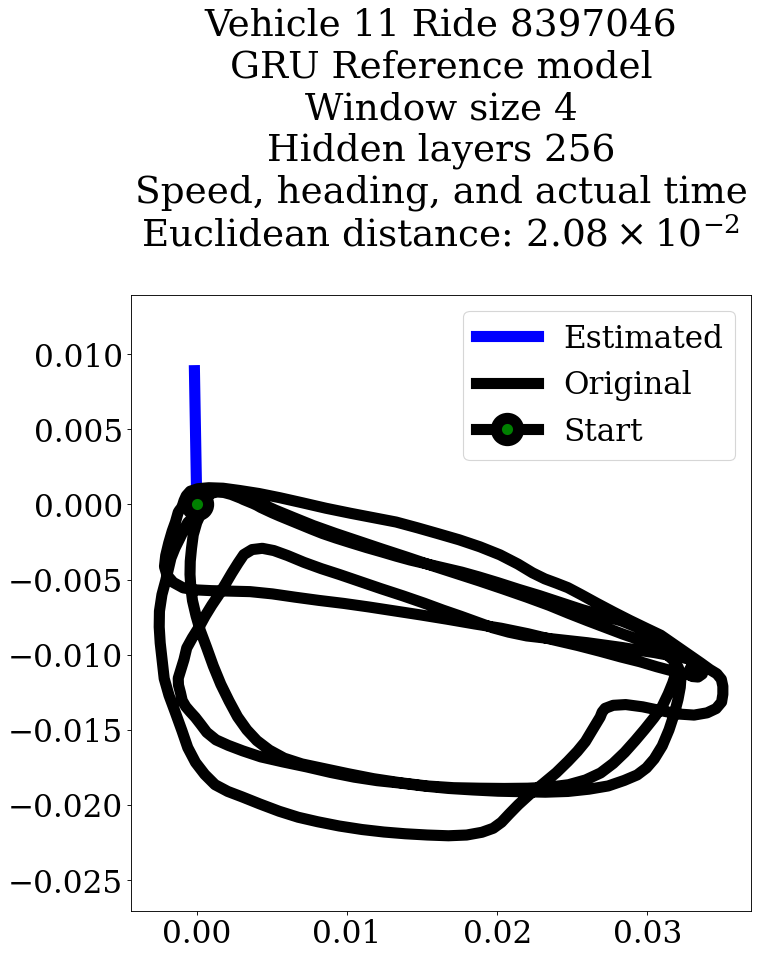 Vehicle 11 Ride 8397046
GRU Reference model
Window size 4
Hidden layers 256
Speed, heading, and actual time
Euclidean distance: 2.08 × 10⁻²
Estimated
Original
Start
0.010
0.005
0.000
−0.005
−0.010
−0.015
−0.020
−0.025
0.00 0.01 0.02 0.03